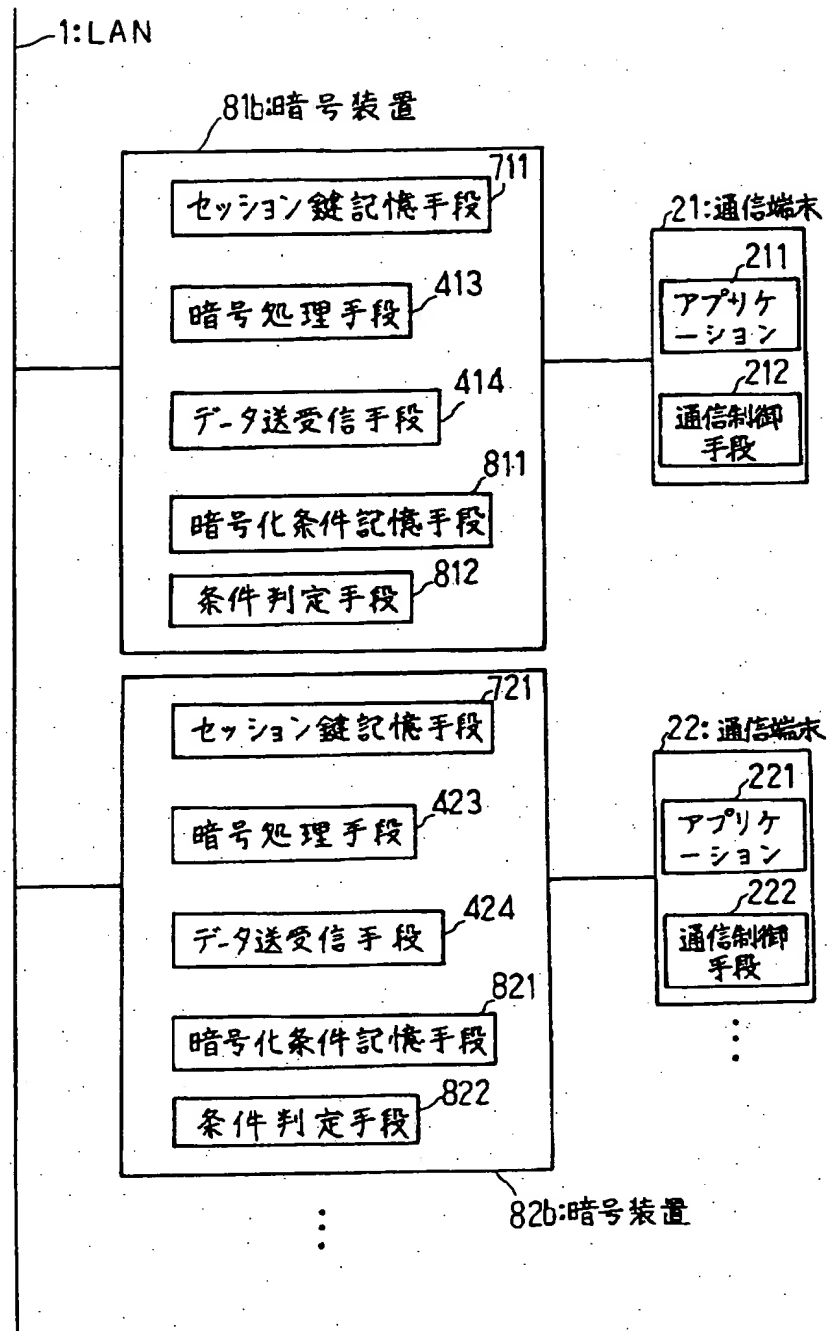 1:LAN
81b:暗号装置
711
セッション鍵記憶手段
413
暗号処理手段
414
データ送受信手段
811
暗号化条件記憶手段
812
条件判定手段
21:通信端末
211
アプリケ
ーション
212
通信制御
手段
721
セッション鍵記憶手段
423
暗号処理手段
424
データ送受信手段
821
暗号化条件記憶手段
822
条件判定手段
82b:暗号装置
22:通信端末
221
アプリケ
ーション
222
通信制御
手段